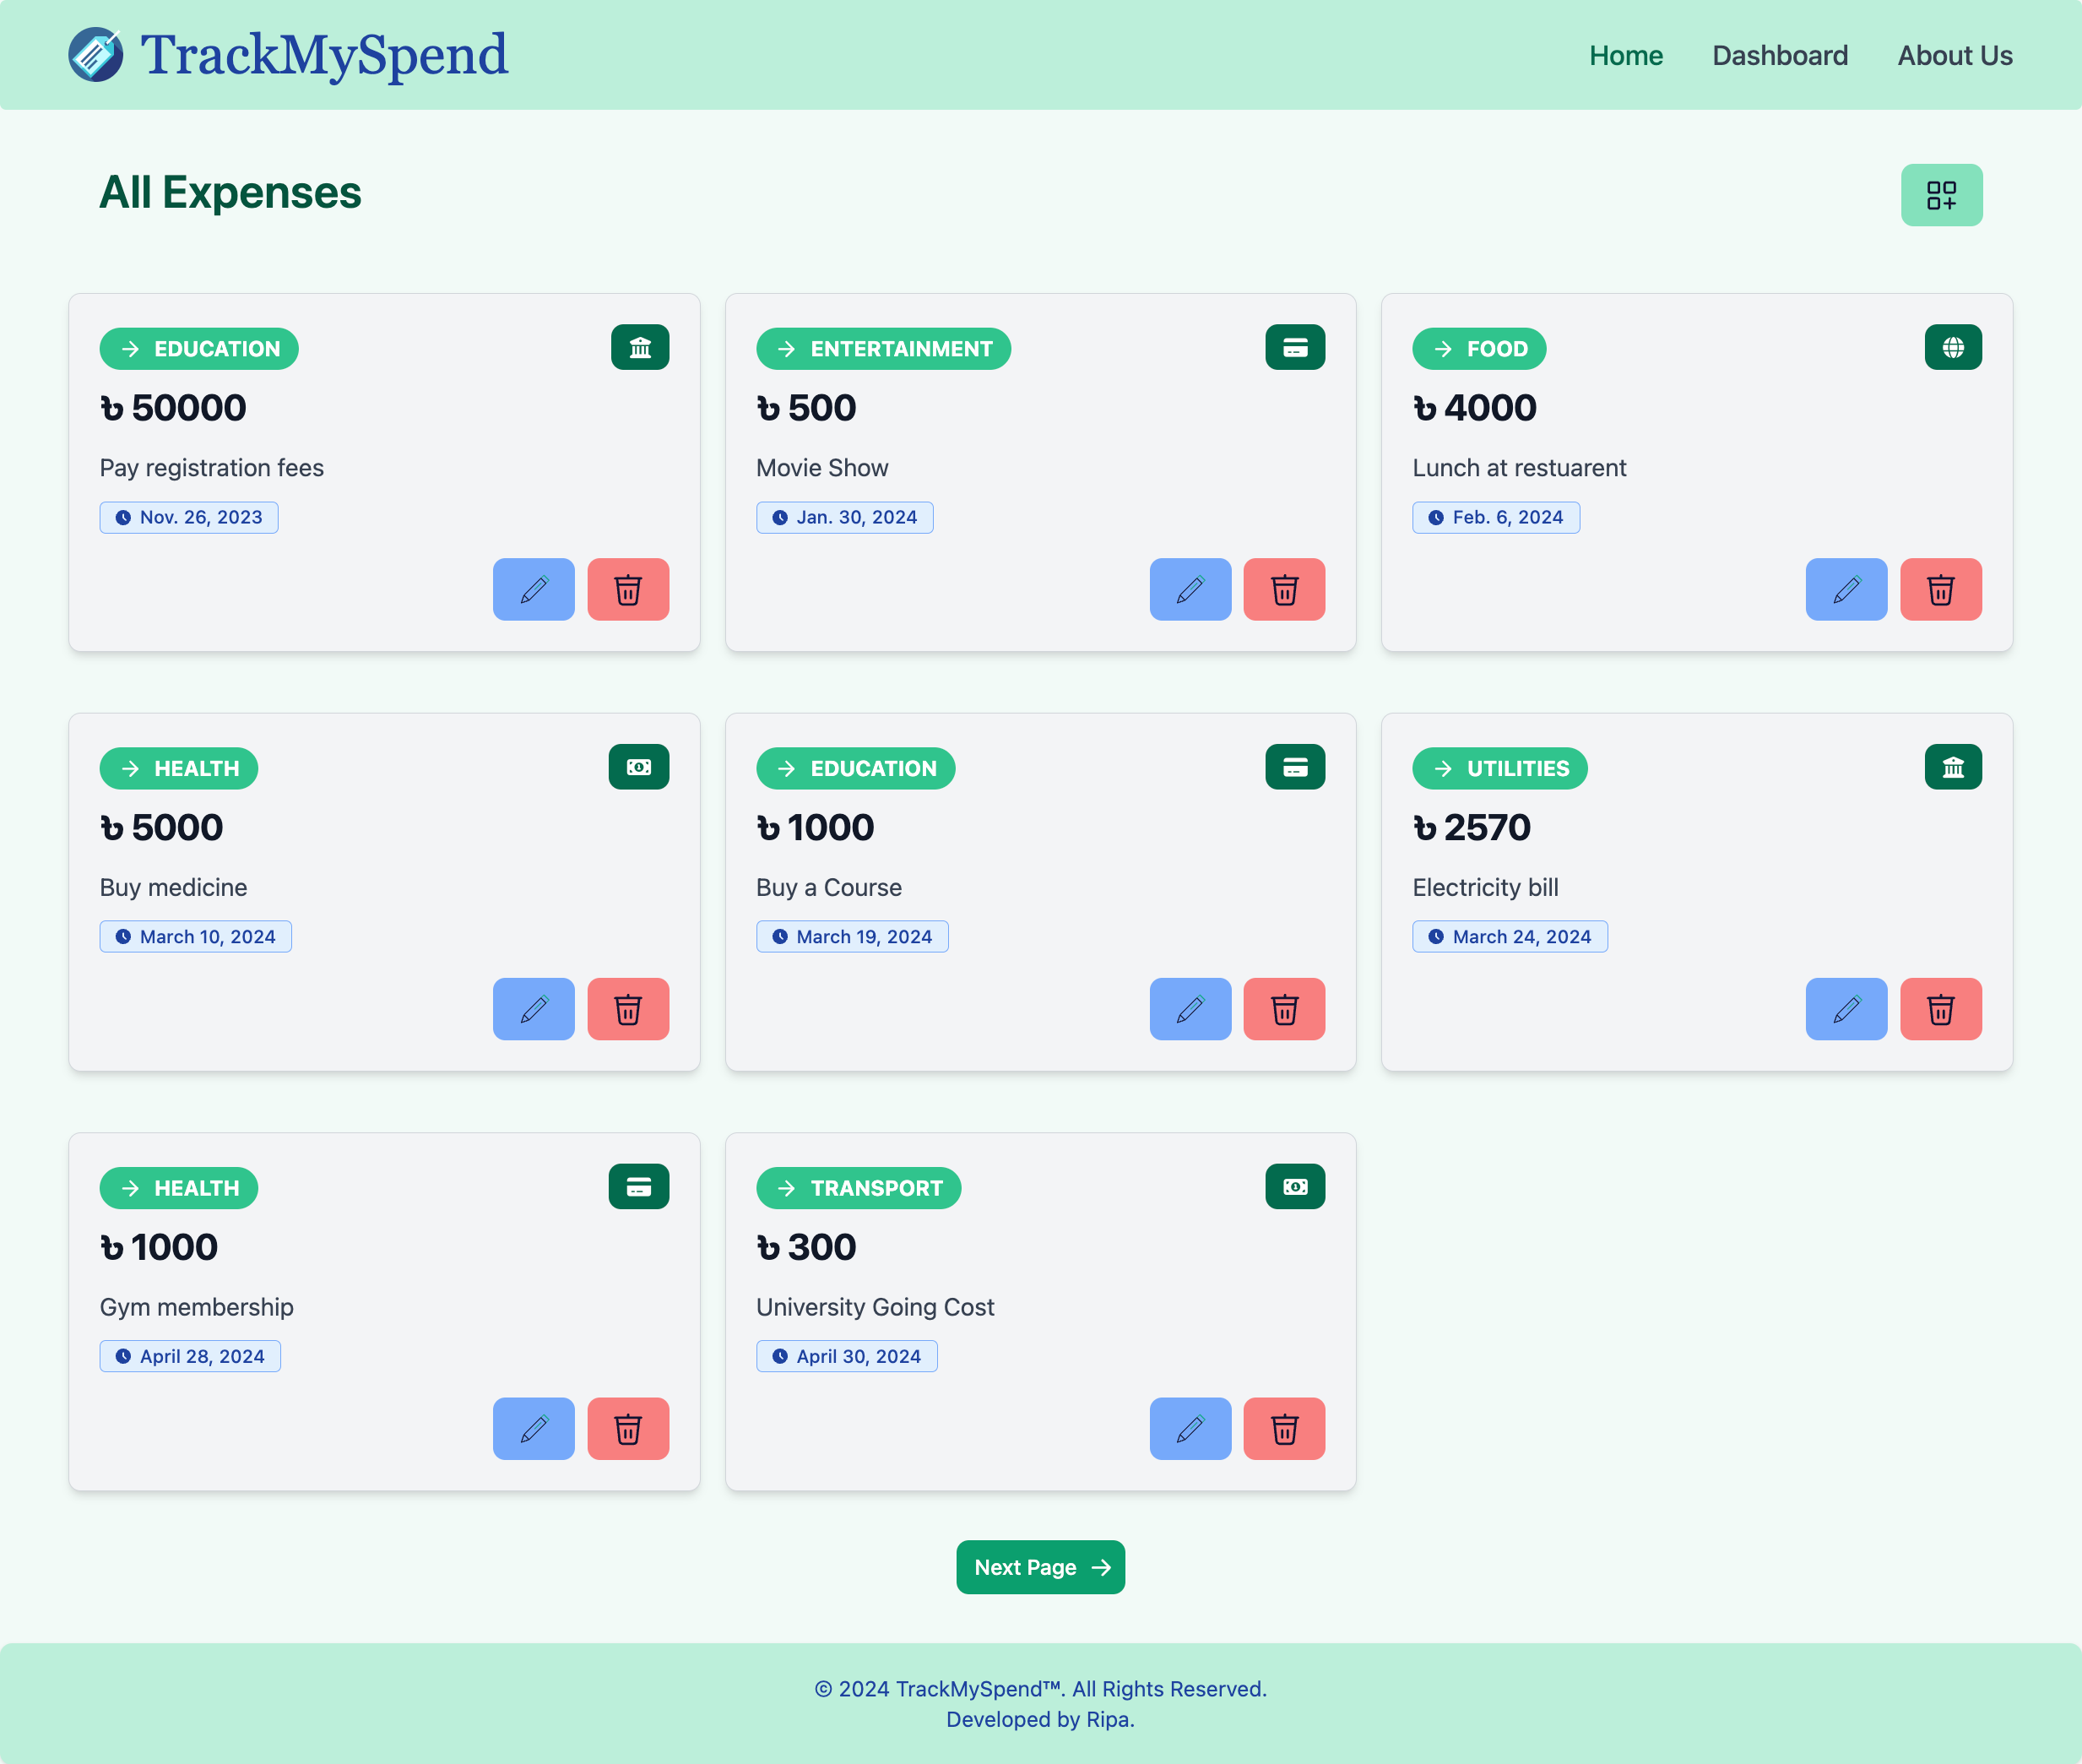 TrackMySpend
Home Dashboard About Us
All Expenses
EDUCATION
৳ 50000
Pay registration fees
Nov. 26, 2023
ENTERTAINMENT
৳ 500
Movie Show
Jan. 30, 2024
FOOD
৳ 4000
Lunch at restuarent
Feb. 6, 2024
HEALTH
৳ 5000
Buy medicine
March 10, 2024
EDUCATION
৳ 1000
Buy a Course
March 19, 2024
UTILITIES
৳ 2570
Electricity bill
March 24, 2024
HEALTH
৳ 1000
Gym membership
April 28, 2024
TRANSPORT
৳ 300
University Going Cost
April 30, 2024
Next Page
© 2024 TrackMySpend™. All Rights Reserved.
Developed by Ripa.